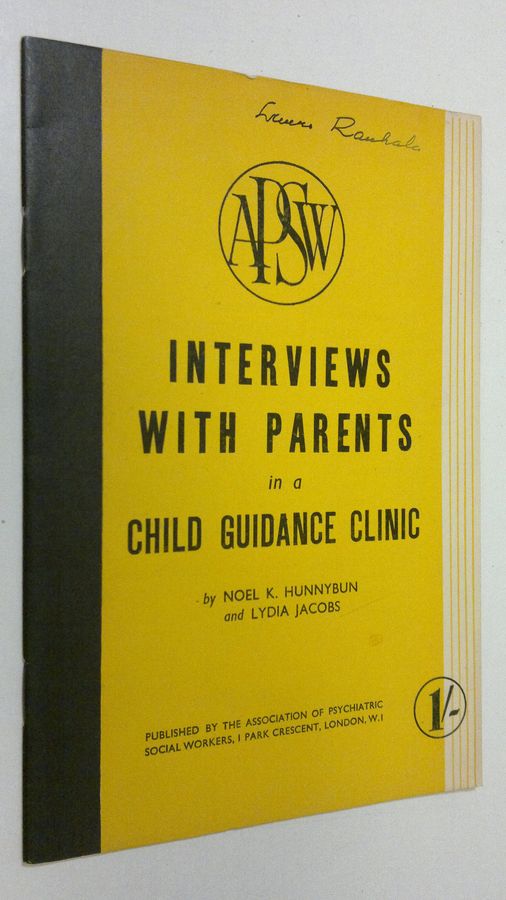 Rauhala
APSW
INTERVIEWS
WITH PARENTS
in a
CHILD GUIDANCE CLINIC
by NOEL K. HUNNYBUN
and LYDIA JACOBS
1/-
PUBLISHED BY THE ASSOCIATION OF PSYCHIATRIC
SOCIAL WORKERS, 1 PARK CRESCENT, LONDON, W.1